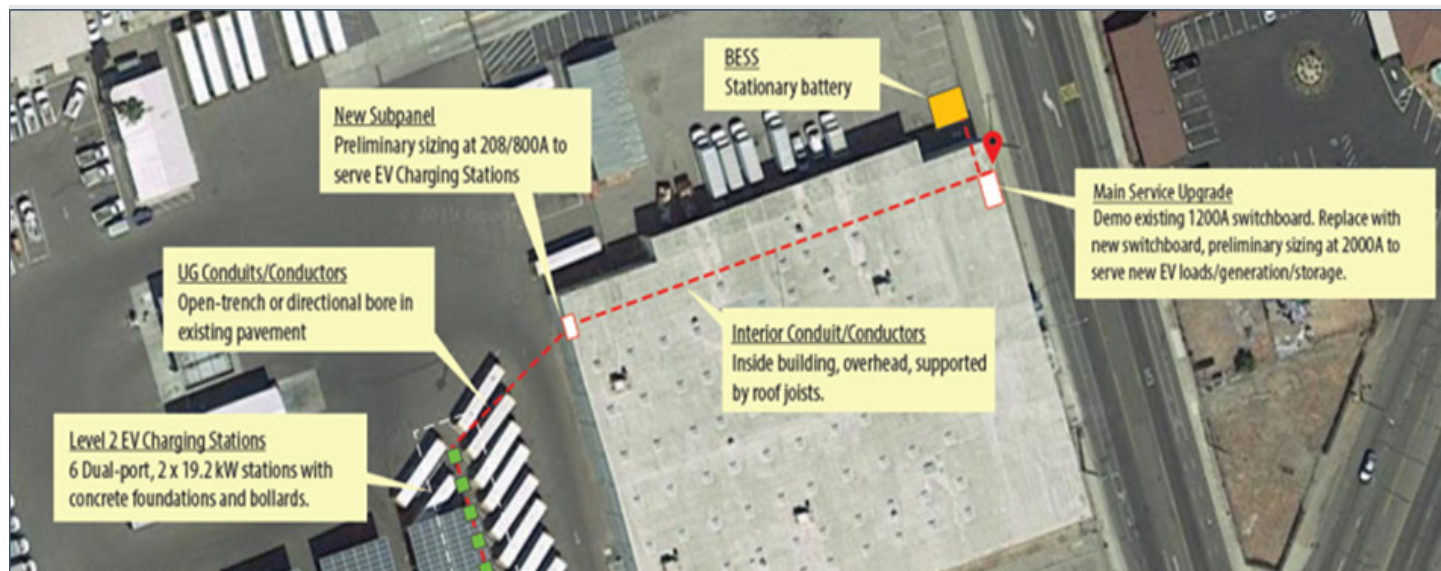 BESS
Stationary battery
New Subpanel
Preliminary sizing at 208/800A to
serve EV Charging Stations
Main Service Upgrade
Demo existing 1200A switchboard. Replace with
new switchboard, preliminary sizing at 2000A to
serve new EV loads/generation/storage.
UG Conduits/Conductors
Open-trench or directional bore in
existing pavement
Interior Conduit/Conductors
Inside building, overhead, supported
by roof joists.
Level 2 EV Charging Stations
6 Dual-port, 2 x 19.2 kW stations with
concrete foundations and bollards.